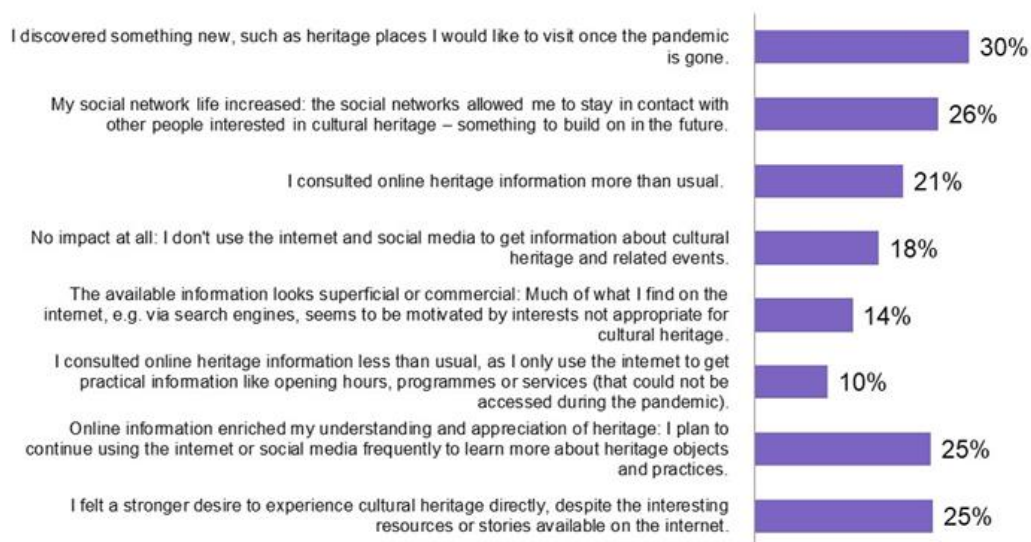 I discovered something new, such as heritage places I would like to visit once the pandemic
is gone.
30%
My social network life increased: the social networks allowed me to stay in contact with
other people interested in cultural heritage – something to build on in the future.
26%
I consulted online heritage information more than usual.
21%
No impact at all: I don't use the internet and social media to get information about cultural
heritage and related events.
18%
The available information looks superficial or commercial: Much of what I find on the
internet, e.g. via search engines, seems to be motivated by interests not appropriate for
cultural heritage.
14%
I consulted online heritage information less than usual, as I only use the internet to get
practical information like opening hours, programmes or services (that could not be
accessed during the pandemic).
10%
Online information enriched my understanding and appreciation of heritage: I plan to
continue using the internet or social media frequently to learn more about heritage objects
and practices.
25%
I felt a stronger desire to experience cultural heritage directly, despite the interesting
resources or stories available on the internet.
25%